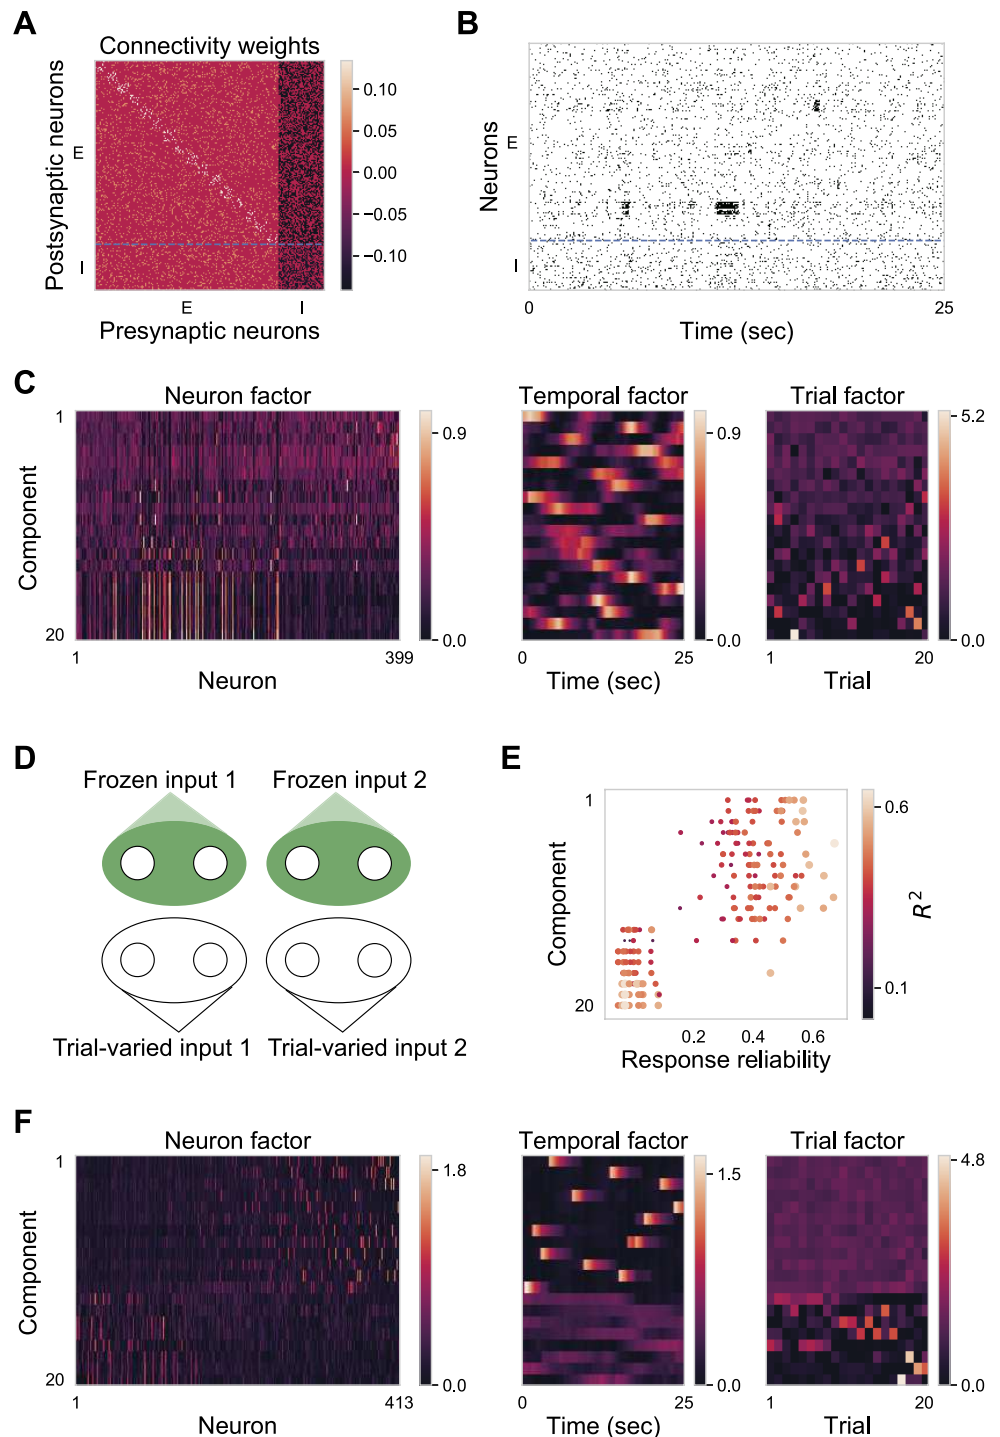 A
Connectivity weights
Postsynaptic neurons
E
I
E
I
Presynaptic neurons
0.10
0.05
0.00
−0.05
−0.10
B
Neurons
E
I
0
25
Time (sec)
C
Neuron factor
Component
1
20
1
399
Neuron
0.9
0.0
Temporal factor
0
25
Time (sec)
0.9
0.0
Trial factor
1
20
Trial
5.2
0.0
D
Frozen input 1
Frozen input 2
Trial-varied input 1
Trial-varied input 2
E
Component
1
20
0.2
0.4
0.6
Response reliability
0.6
0.1
R²
F
Neuron factor
Component
1
20
1
413
Neuron
1.8
0.0
Temporal factor
0
25
Time (sec)
1.5
0.0
Trial factor
1
20
Trial
4.8
0.0